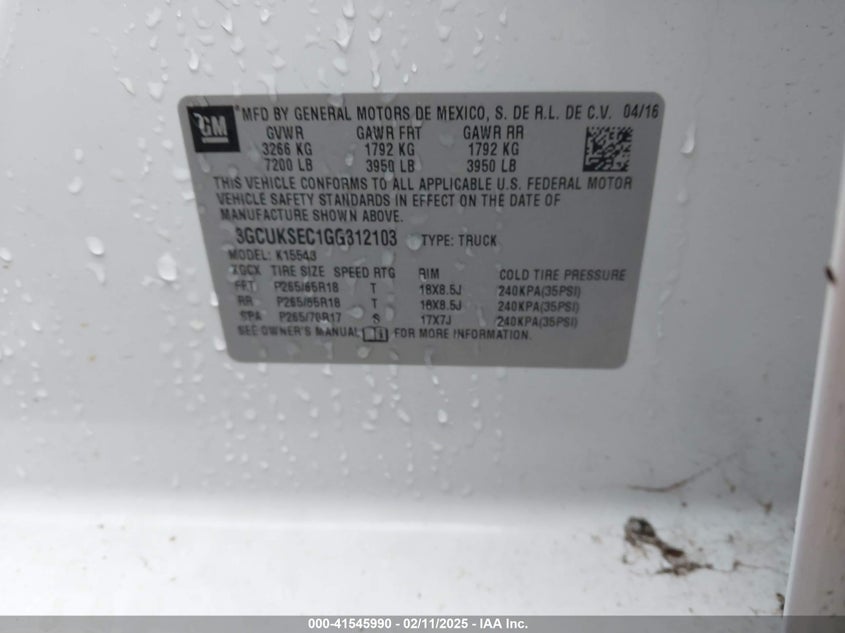 GM ® MFD BY GENERAL MOTORS DE MEXICO, S. DE R.L. DE C.V. 04/16
GVWR GAWR FRT GAWR RR
3266 KG 1792 KG 1792 KG
7200 LB 3950 LB 3950 LB
THIS VEHICLE CONFORMS TO ALL APPLICABLE U.S. FEDERAL MOTOR
VEHICLE SAFETY STANDARDS IN EFFECT ON THE DATE OF
MANUFACTURE SHOWN ABOVE.
3GCUKSEC1GG312103 TYPE: TRUCK
MODEL: K15543
XGCX TIRE SIZE SPEED RTG RIM COLD TIRE PRESSURE
FRT P265/65R18 T 18X8.5J 240KPA(35PSI)
RR P265/65R18 T 18X8.5J 240KPA(35PSI)
SPA P265/70R17 S 17X7J 240KPA(35PSI)
SEE OWNER'S MANUAL FOR MORE INFORMATION.
000-41545990 - 02/11/2025 - IAA Inc.